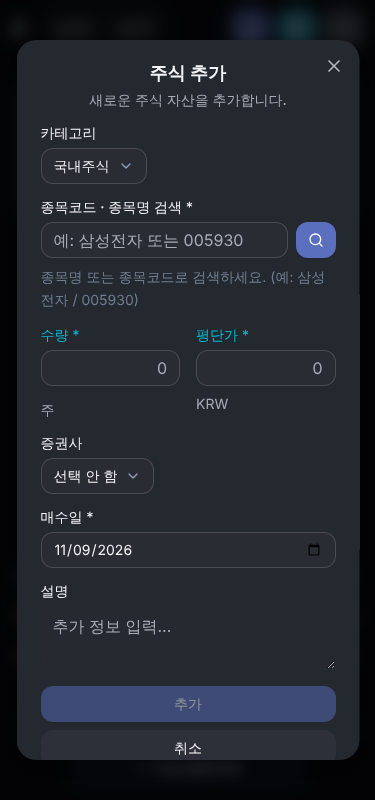 주식 추가
새로운 주식 자산을 추가합니다.
카테고리
국내주식
종목코드 · 종목명 검색 *
예: 삼성전자 또는 005930
종목명 또는 종목코드로 검색하세요. (예: 삼성
전자 / 005930)
수량 *
평단가 *
0
0
주
KRW
증권사
선택 안 함
매수일 *
11/09/2026
설명
추가 정보 입력...
추가
취소